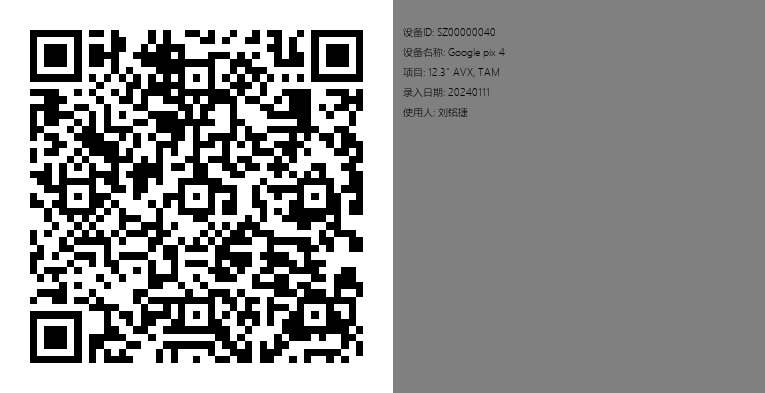 设备ID: SZ00000040
设备名称: Google pix 4
项目: 12.3" AVX, TAM
录入日期: 20240111
使用人: 刘铭捷